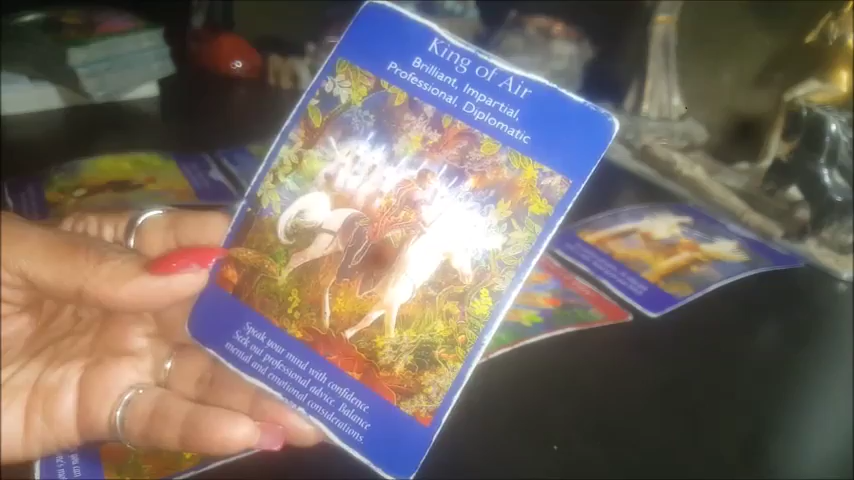 King of Air
Brilliant, Impartial,
Professional, Diplomatic
Speak your mind with confidence
Seek out professional advice. Balance
mental and emotional considerations.